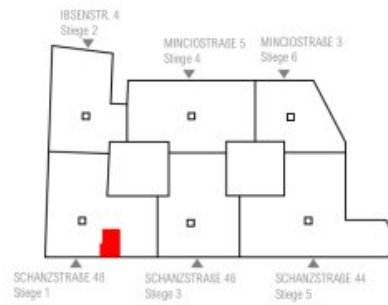 IBSENSTR. 4
Stiege 2
MINCIOSTRAẞE 5
Stiege 4
MINCIOSTRAẞE 3
Stiege 6
SCHANZSTRAẞE 48
Stiege 1
SCHANZSTRAẞE 46
Stiege 3
SCHANZSTRAẞE 44
Stiege 5